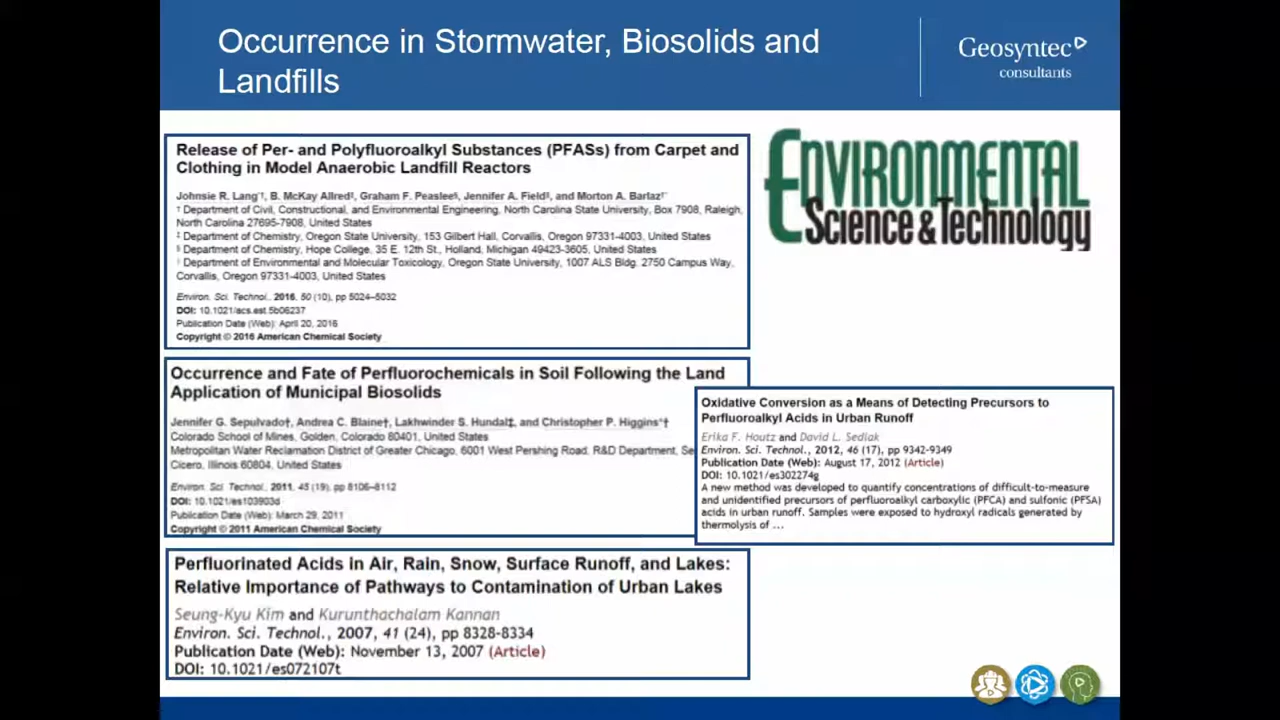 Occurrence in Stormwater, Biosolids and
Landfills
Geosyntec
consultants
Release of Per- and Polyfluoroalkyl Substances (PFASs) from Carpet and
Clothing in Model Anaerobic Landfill Reactors
Johnsie R. Lang, B. McKay Allred, Graham F. Peaslee, Jennifer A. Field, and Morton A. Barlaz
Department of Civil, Constructional, and Environmental Engineering, North Carolina State University, Box 7908, Raleigh,
North Carolina 27695-7908, United States
Department of Chemistry, Oregon State University, 153 Gilbert Hall, Corvallis, Oregon 97331-4003, United States
Department of Chemistry, Hope College, 35 E. 12th St., Holland, Michigan 49423-3605, United States
Department of Environmental and Molecular Toxicology, Oregon State University, 1007 ALS Bldg. 2750 Campus Way,
Corvallis, Oregon 97331-4003, United States
Environ. Sci. Technol., 2016, 50 (10), pp 5024–5032
DOI: 10.1021/acs.est.5b06237
Publication Date (Web): April 20, 2016
Copyright © 2016 American Chemical Society
Environmental
Science & Technology
Occurrence and Fate of Perfluorochemicals in Soil Following the Land
Application of Municipal Biosolids
Jennifer G. Sepulvado†, Andrea C. Blaine†, Lakhwinder S. Hundal‡, and Christopher P. Higgins*†
Colorado School of Mines, Golden, Colorado 80401, United States
Metropolitan Water Reclamation District of Greater Chicago, 6001 West Pershing Road, R&D Department, Se
Cicero, Illinois 60804, United States
Environ. Sci. Technol., 2011, 45 (19), pp 8106–8112
DOI: 10.1021/es103903d
Publication Date (Web): March 29, 2011
Copyright © 2011 American Chemical Society
Oxidative Conversion as a Means of Detecting Precursors to
Perfluoroalkyl Acids in Urban Runoff
Erika F. Houtz and David L. Sedlak
Environ. Sci. Technol., 2012, 46 (17), pp 9342-9349
Publication Date (Web): August 17, 2012 (Article)
DOI: 10.1021/es302274g
A new method was developed to quantify concentrations of difficult-to-measure
and unidentified precursors of perfluoroalkyl carboxylic (PFCA) and sulfonic (PFSA)
acids in urban runoff. Samples were exposed to hydroxyl radicals generated by
thermolysis of ...
Perfluorinated Acids in Air, Rain, Snow, Surface Runoff, and Lakes:
Relative Importance of Pathways to Contamination of Urban Lakes
Seung-Kyu Kim and Kurunthachalam Kannan
Environ. Sci. Technol., 2007, 41 (24), pp 8328-8334
Publication Date (Web): November 13, 2007 (Article)
DOI: 10.1021/es072107t